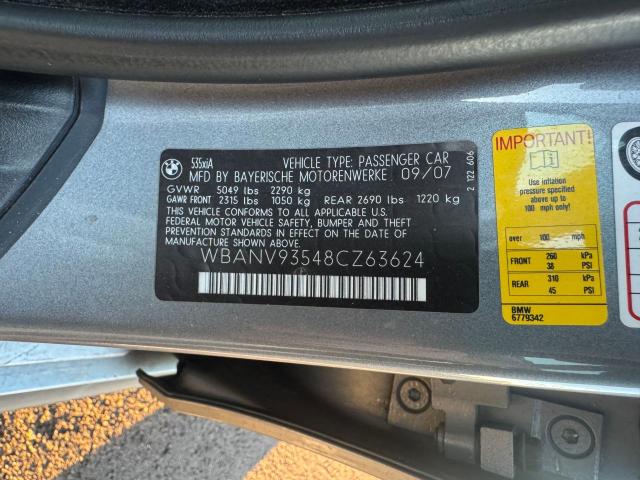 BMW
535xiA
VEHICLE TYPE: PASSENGER CAR
MFD BY BAYERISCHE MOTORENWERKE 09/07
GVWR 5049 lbs 2290 kg
GAWR FRONT 2315 lbs 1050 kg REAR 2690 lbs 1220 kg
THIS VEHICLE CONFORMS TO ALL APPLICABLE U.S.
FEDERAL MOTOR VEHICLE SAFETY, BUMPER AND THEFT
PREVENTION STANDARDS IN EFFECT ON THE DATE
OF MANUFACTURE SHOWN ABOVE.
WBANV93548CZ63624
2 122 606
IMPORTANT!
Use inflation
pressure specified
above up to 100
mph only!
over 100 mph
FRONT 260 kPa
38 PSI
REAR 310 kPa
45 PSI
BMW
6779342